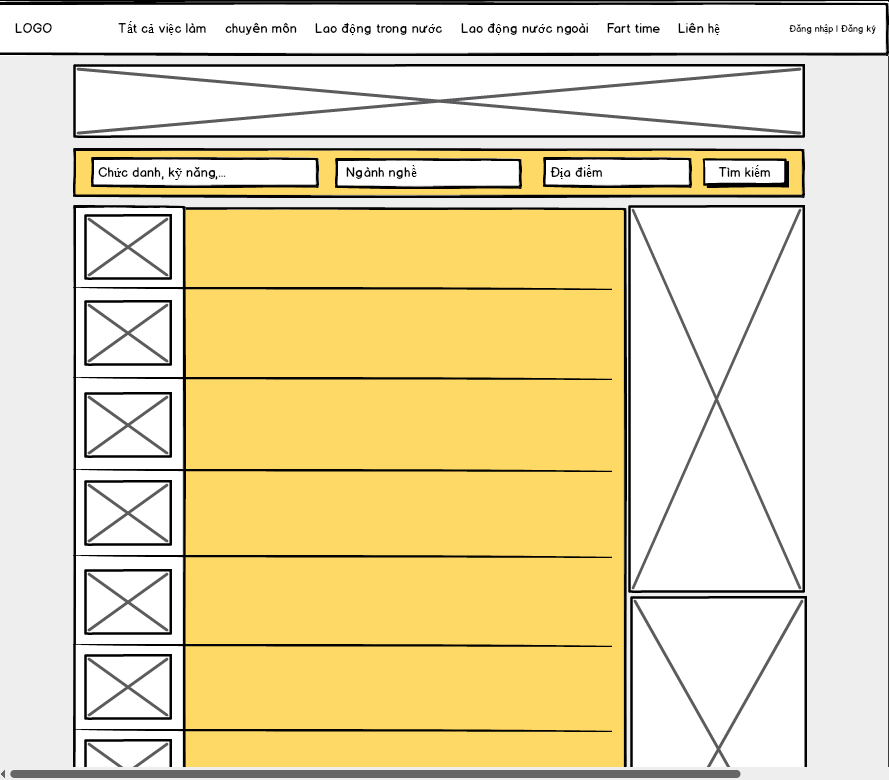 LOGO Tất cả việc làm chuyên môn Lao động trong nước Lao động nước ngoài Fart time Liên hệ Đăng nhập I Đăng ký
Chức danh, kỹ năng,... Ngành nghề Địa điểm Tìm kiếm